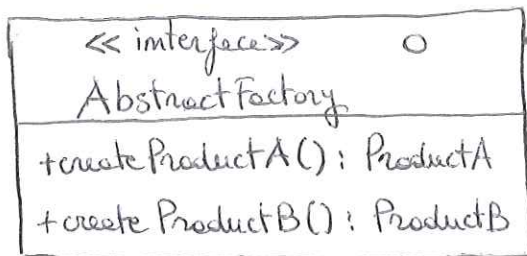 << interface >>
AbstractFactory
+createProductA(): ProductA
+createProductB(): ProductB